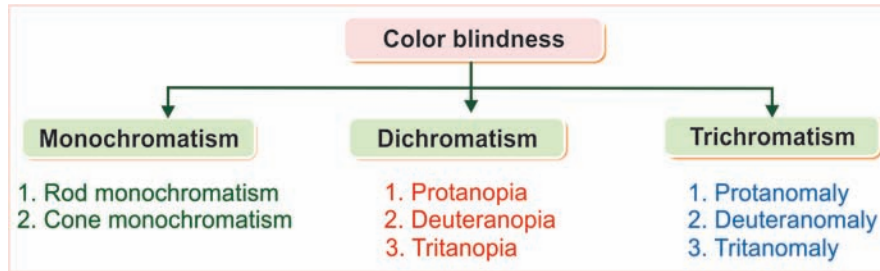 Color blindness
Monochromatism
Dichromatism
Trichromatism
1. Rod monochromatism
2. Cone monochromatism
1. Protanopia
2. Deuteranopia
3. Tritanopia
1. Protanomaly
2. Deuteranomaly
3. Tritanomaly